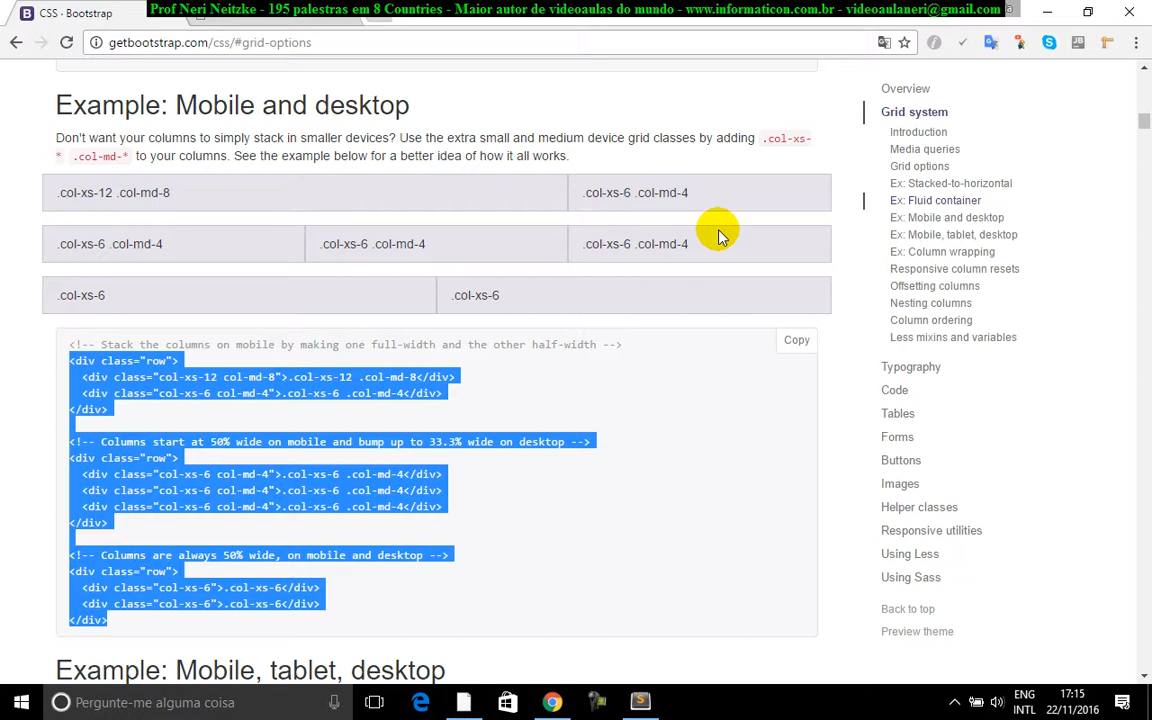 Prof Neri Neitzke - 195 palestras em 8 Countries - Maior autor de videoaulas do mundo - www.informaticon.com.br - videoaulaneri@gmail.com
CSS · Bootstrap
getbootstrap.com/css/#grid-options
Example: Mobile and desktop
Don't want your columns to simply stack in smaller devices? Use the extra small and medium device grid classes by adding .col-xs-
* .col-md-* to your columns. See the example below for a better idea of how it all works.
.col-xs-12 .col-md-8
.col-xs-6 .col-md-4
.col-xs-6 .col-md-4
.col-xs-6 .col-md-4
.col-xs-6 .col-md-4
.col-xs-6
.col-xs-6
Copy
<!-- Stack the columns on mobile by making one full-width and the other half-width -->
<div class="row">
<div class="col-xs-12 col-md-8">.col-xs-12 .col-md-8</div>
<div class="col-xs-6 col-md-4">.col-xs-6 .col-md-4</div>
</div>
<!-- Columns start at 50% wide on mobile and bump up to 33.3% wide on desktop -->
<div class="row">
<div class="col-xs-6 col-md-4">.col-xs-6 .col-md-4</div>
<div class="col-xs-6 col-md-4">.col-xs-6 .col-md-4</div>
<div class="col-xs-6 col-md-4">.col-xs-6 .col-md-4</div>
</div>
<!-- Columns are always 50% wide, on mobile and desktop -->
<div class="row">
<div class="col-xs-6">.col-xs-6</div>
<div class="col-xs-6">.col-xs-6</div>
</div>
Example: Mobile, tablet, desktop
Overview
Grid system
Introduction
Media queries
Grid options
Ex: Stacked-to-horizontal
Ex: Fluid container
Ex: Mobile and desktop
Ex: Mobile, tablet, desktop
Ex: Column wrapping
Responsive column resets
Offsetting columns
Nesting columns
Column ordering
Less mixins and variables
Typography
Code
Tables
Forms
Buttons
Images
Helper classes
Responsive utilities
Using Less
Using Sass
Back to top
Preview theme
Pergunte-me alguma coisa
ENG
INTL
17:15
22/11/2016